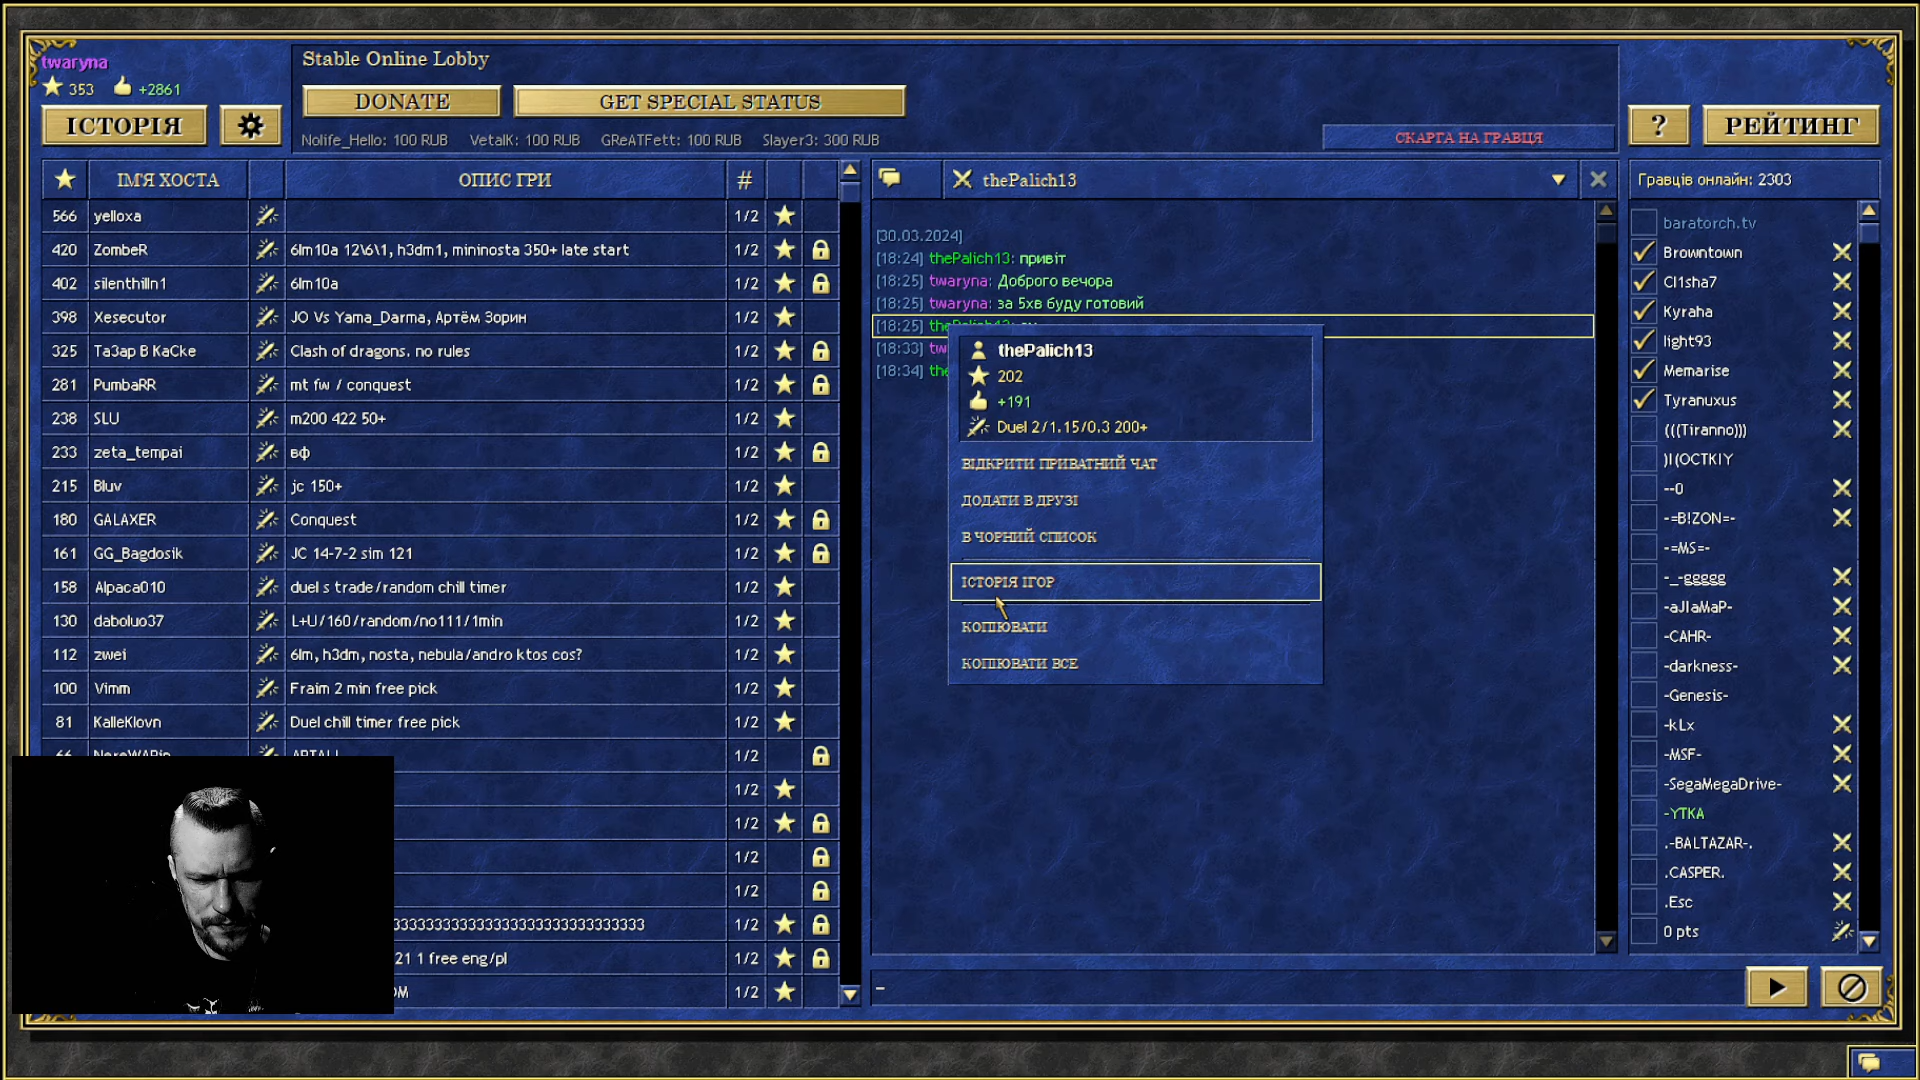 twaryna
353 +2861
ІСТОРІЯ
Stable Online Lobby
DONATE
GET SPECIAL STATUS
Nolife_Hello: 100 RUB VetalK: 100 RUB GReATFett: 100 RUB Slayer3: 300 RUB
СКАРГА НА ГРАВЦЯ
?
РЕЙТИНГ
ІМ'Я ХОСТА ОПИС ГРИ #
566 yelloxa 1/2
420 ZombeR 6lm10a 12\6\1, h3dm1, mininosta 350+ late start 1/2
402 silenthilln1 6lm10a 1/2
398 Xesecutor JO Vs Yama_Darma, Артём Зорин 1/2
325 Ta3ap B KaCke Clash of dragons. no rules 1/2
281 PumbaRR mt fw / conquest 1/2
238 SLU m200 422 50+ 1/2
233 zeta_tempai вф 1/2
215 Bluv jc 150+ 1/2
180 GALAXER Conquest 1/2
161 GG_Bagdosik JC 14-7-2 sim 121 1/2
158 Alpaca010 duel s trade/random chill timer 1/2
130 daboluo37 L+U/160/random/no111/1min 1/2
112 zwei 6lm, h3dm, nosta, nebula/andro ktos cos? 1/2
100 Vimm Fraim 2 min free pick 1/2
81 KalleKlovn Duel chill timer free pick 1/2
1/2
1/2
1/2
1/2
1/2
1/2
21 1 free eng/pl 1/2
1/2
thePalich13
[30.03.2024]
[18:24] thePalich13: привіт
[18:25] twaryna: Доброго вечора
[18:25] twaryna: за 5хв буду готовий
[18:25]
[18:33] tw
[18:34] the
thePalich13
202
+191
Duel 2/1.15/0.3 200+
ВІДКРИТИ ПРИВАТНИЙ ЧАТ
ДОДАТИ В ДРУЗІ
В ЧОРНИЙ СПИСОК
ІСТОРІЯ ІГОР
КОПІЮВАТИ
КОПІЮВАТИ ВСЕ
Гравців онлайн: 2303
baratorch.tv
Browntown
Cl1sha7
Kyraha
light93
Memarise
Tyranuxus
(((Tiranno)))
)I(OCTKIY
--0
-=B!ZON=-
-=MS=-
-_-ggggg
-aJIaMaP-
-CAHR-
-darkness-
-Genesis-
-kLx
-MSF-
-SegaMegaDrive-
-YTKA
.-BALTAZAR-.
.CASPER.
.Esc
0 pts